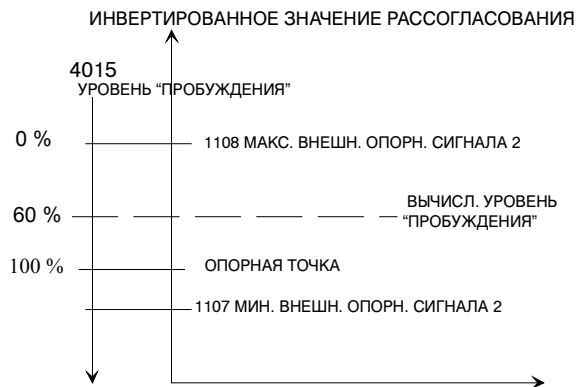 ИНВЕРТИРОВАННОЕ ЗНАЧЕНИЕ РАССОГЛАСОВАНИЯ
4015
УРОВЕНЬ “ПРОБУЖДЕНИЯ”
0 %
1108 МАКС. ВНЕШН. ОПОРН. СИГНАЛА 2
60 %
ВЫЧИСЛ. УРОВЕНЬ
“ПРОБУЖДЕНИЯ”
100 %
ОПОРНАЯ ТОЧКА
1107 МИН. ВНЕШН. ОПОРН. СИГНАЛА 2